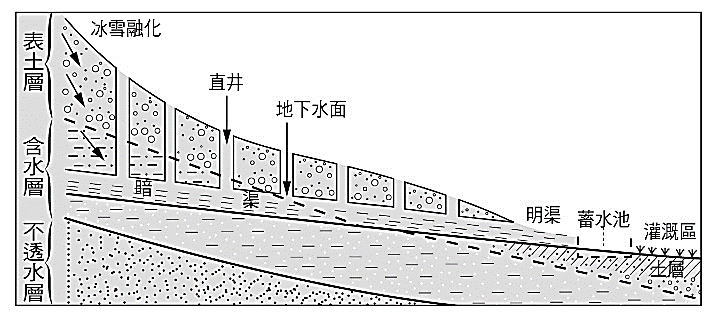 冰雪融化
表土層
直井
地下水面
含水層
暗
渠
明渠
蓄水池
灌溉區
不透水層
土層